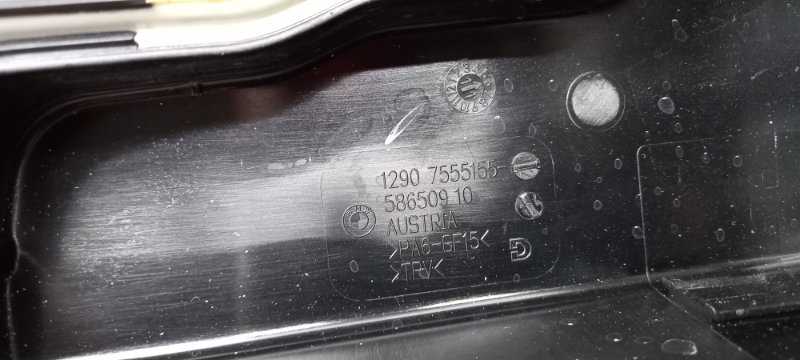 1290 7555155-
586509 10
AUSTRIA
>PA6-GF15<
>TRV<